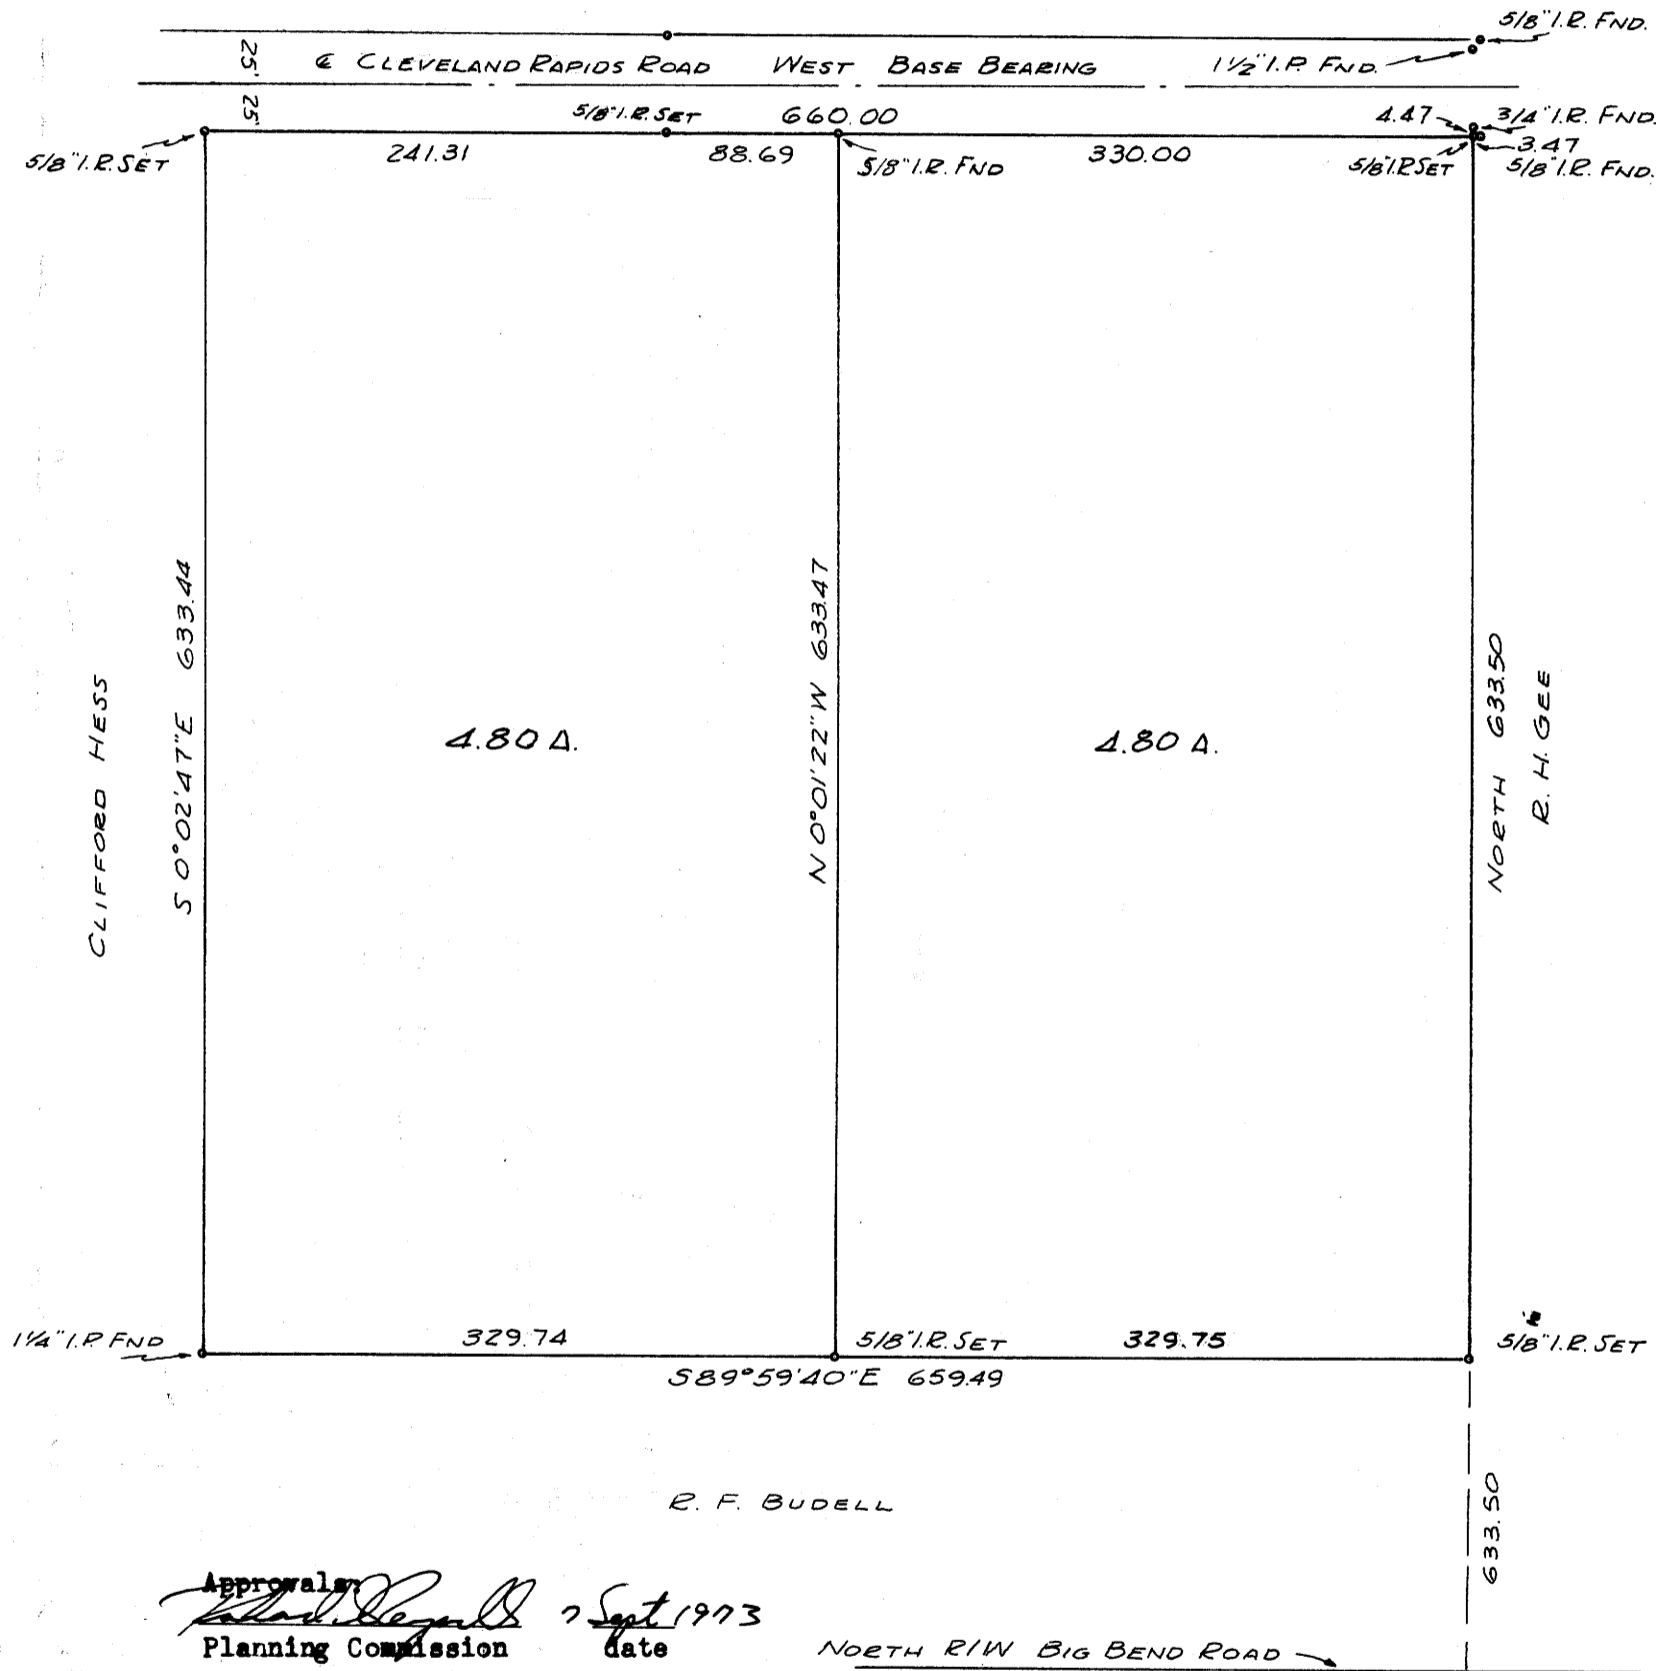 5/8" I.R. FND.
25' ℄ CLEVELAND RAPIDS ROAD WEST BASE BEARING 1½" I.P. FND.
25' 5/8" I.R. SET 660.00 4.47 3/4" I.R. FND.
3.47
5/8" I.R. SET 241.31 88.69 5/8" I.R. FND 330.00 5/8" I.R. SET 5/8" I.R. FND.
CLIFFORD HESS
S 0°02'47"E 633.44
N 0°01'22"W 633.47
NORTH 633.50
R. H. GEE
4.80 A.
4.80 A.
1¼" I.P. FND 329.74 5/8" I.R. SET 329.75 5/8" I.R. SET
S 89°59'40"E 659.49
R. F. BUDELL
633.50
Approvals:
7 Sept 1973
Planning Commission date
NORTH R/W BIG BEND ROAD